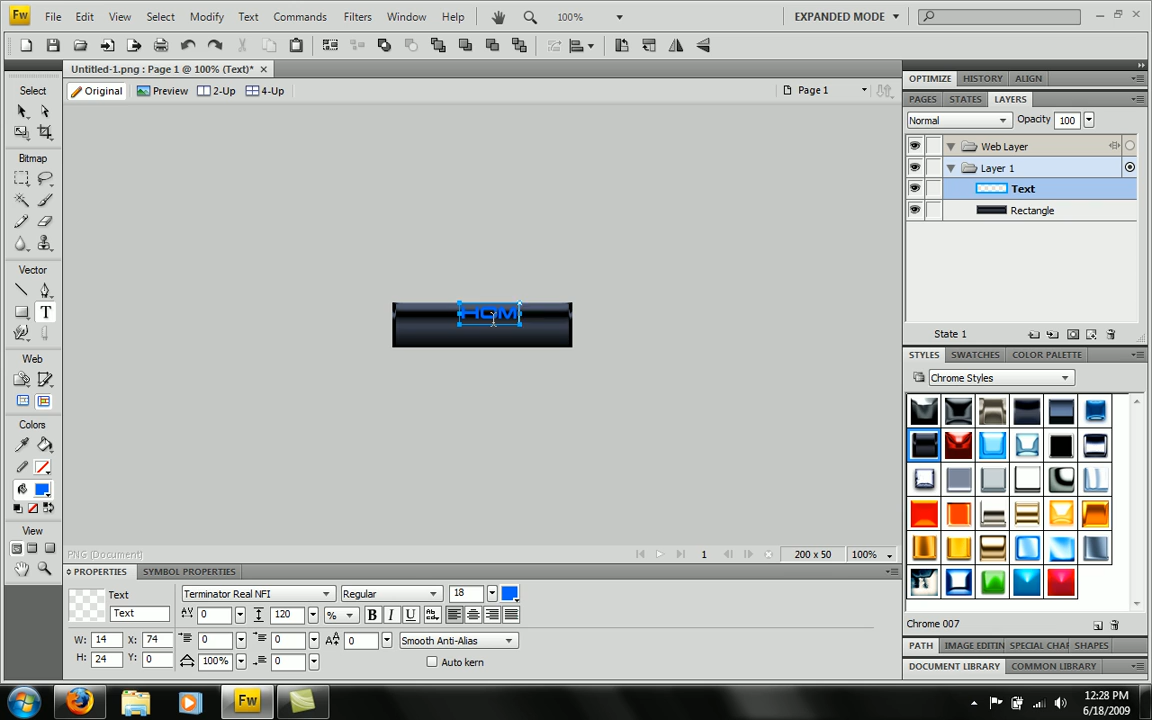 Fw File Edit View Select Modify Text Commands Filters Window Help 100% EXPANDED MODE
Untitled-1.png : Page 1 @ 100% (Text)*
Original Preview 2-Up 4-Up Page 1
Select
Bitmap
Vector
Web
Colors
View
HOM
PNG (Document) 1 200 x 50 100%
OPTIMIZE HISTORY ALIGN
PAGES STATES LAYERS
Normal Opacity 100
Web Layer
Layer 1
Text
Rectangle
State 1
STYLES SWATCHES COLOR PALETTE
Chrome Styles
Chrome 007
PATH IMAGE EDITIN SPECIAL CHAR SHAPES
DOCUMENT LIBRARY COMMON LIBRARY
PROPERTIES SYMBOL PROPERTIES
Text Terminator Real NFI Regular 18
Text 0 120 % B I U
W: 14 X: 74 0 0 0 Smooth Anti-Alias
H: 24 Y: 0 100% 0 Auto kern
Fw 12:28 PM
6/18/2009